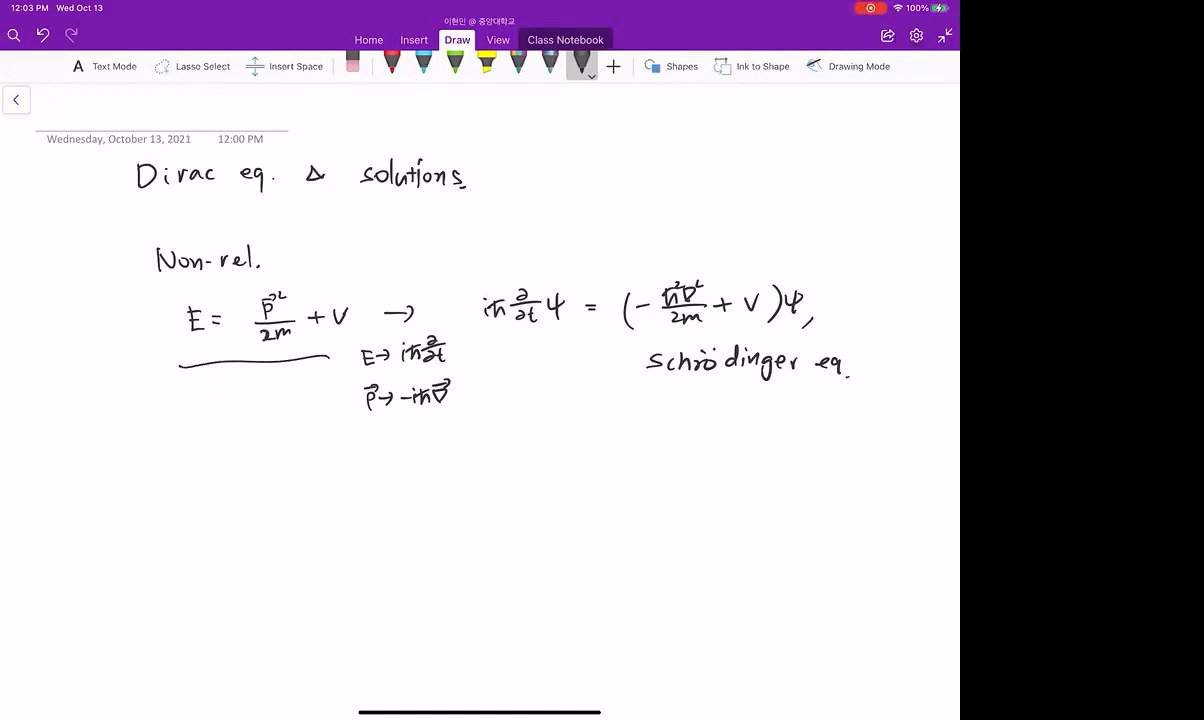 12:03 PM Wed Oct 13
100%
이현민 @ 중앙대학교
Home Insert Draw View Class Notebook
A Text Mode Lasso Select Insert Space Shapes Ink to Shape Drawing Mode
Wednesday, October 13, 2021 12:00 PM
Dirac eq. & solutions.
Non-rel.
E = p⃗²/2m + V → iħ ∂/∂t ψ = (- ħ²∇⃗²/2m + V)ψ,
E → iħ ∂/∂t
schrödinger eq.
p⃗ → -iħ∇⃗